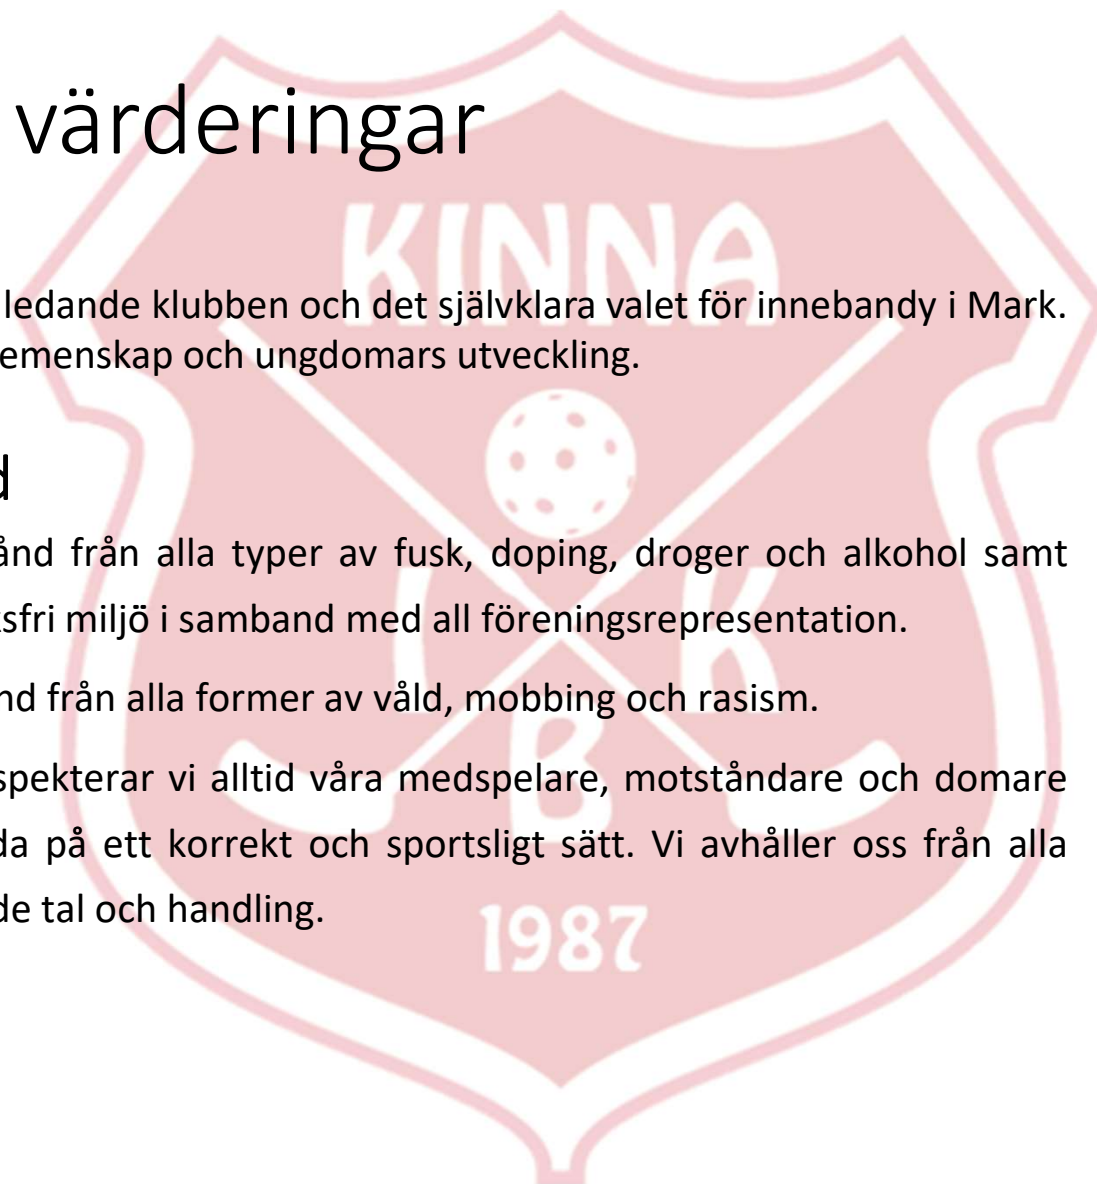 värderingar
KINNA
ledande klubben och det självklara valet för innebandy i Mark.
emenskap och ungdomars utveckling.
d
ånd från alla typer av fusk, doping, droger och alkohol samt
ksfri miljö i samband med all föreningsrepresentation.
I K
nd från alla former av våld, mobbing och rasism.
B
spekterar vi alltid våra medspelare, motståndare och domare
da på ett korrekt och sportsligt sätt. Vi avhåller oss från alla
de tal och handling.
1987